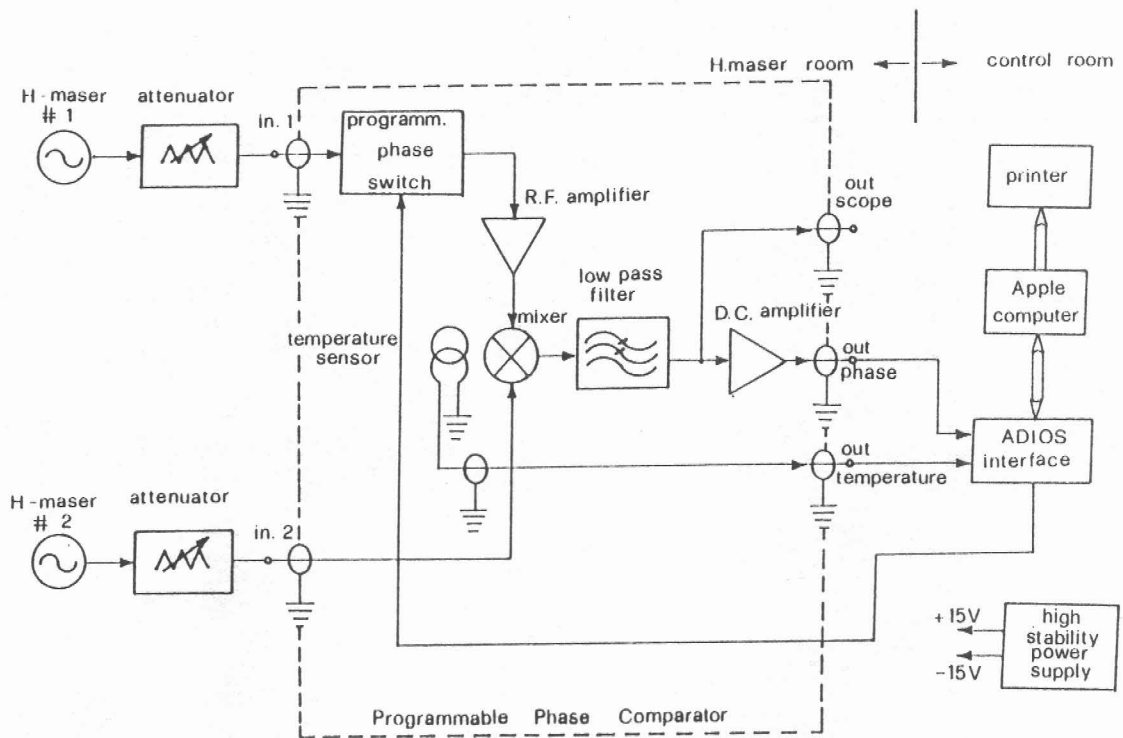 H.maser room
control room
H-maser
# 1
attenuator
in. 1
programm.
phase
switch
R.F. amplifier
out
scope
printer
low pass
filter
mixer
D.C. amplifier
Apple
computer
temperature
sensor
out
phase
ADIOS
interface
out
temperature
H-maser
# 2
attenuator
in. 2
+15V
-15V
high
stability
power
supply
Programmable Phase Comparator